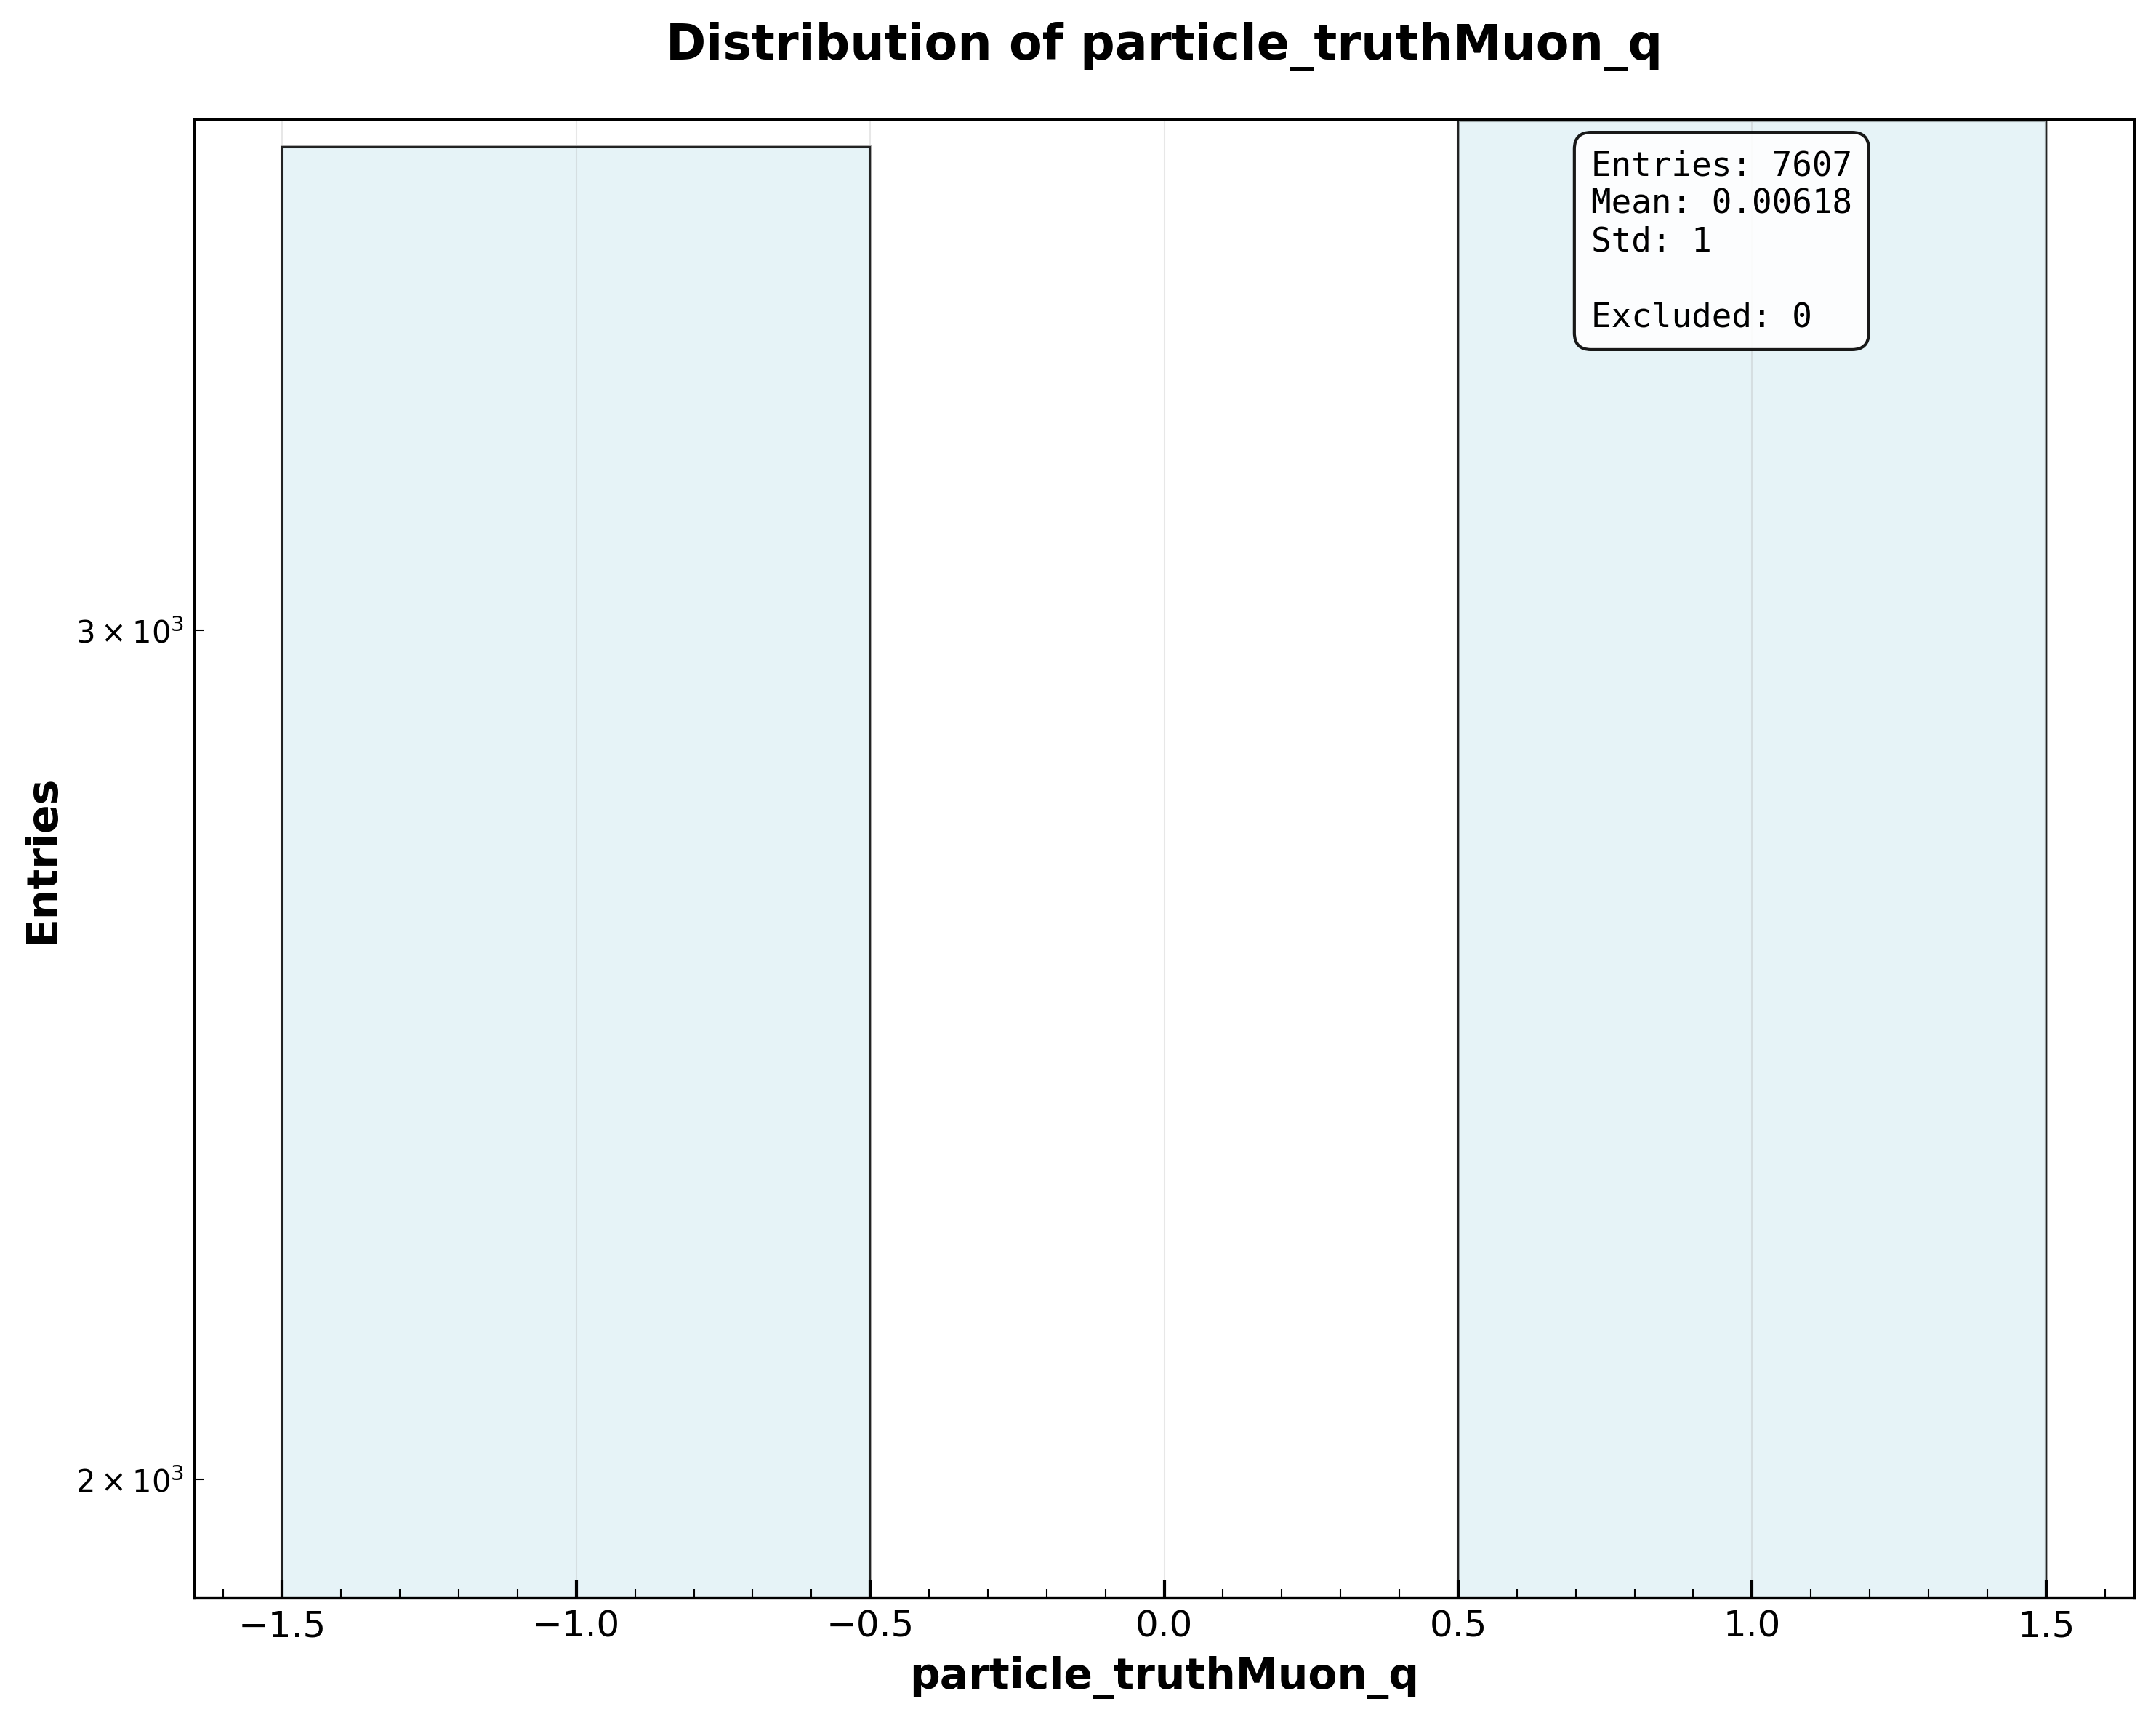 Distribution of particle_truthMuon_q
Entries: 7607
Mean: 0.00618
Std: 1
Excluded: 0
Entries
3 × 10³
2 × 10³
−1.5 −1.0 −0.5 0.0 0.5 1.0 1.5
particle_truthMuon_q